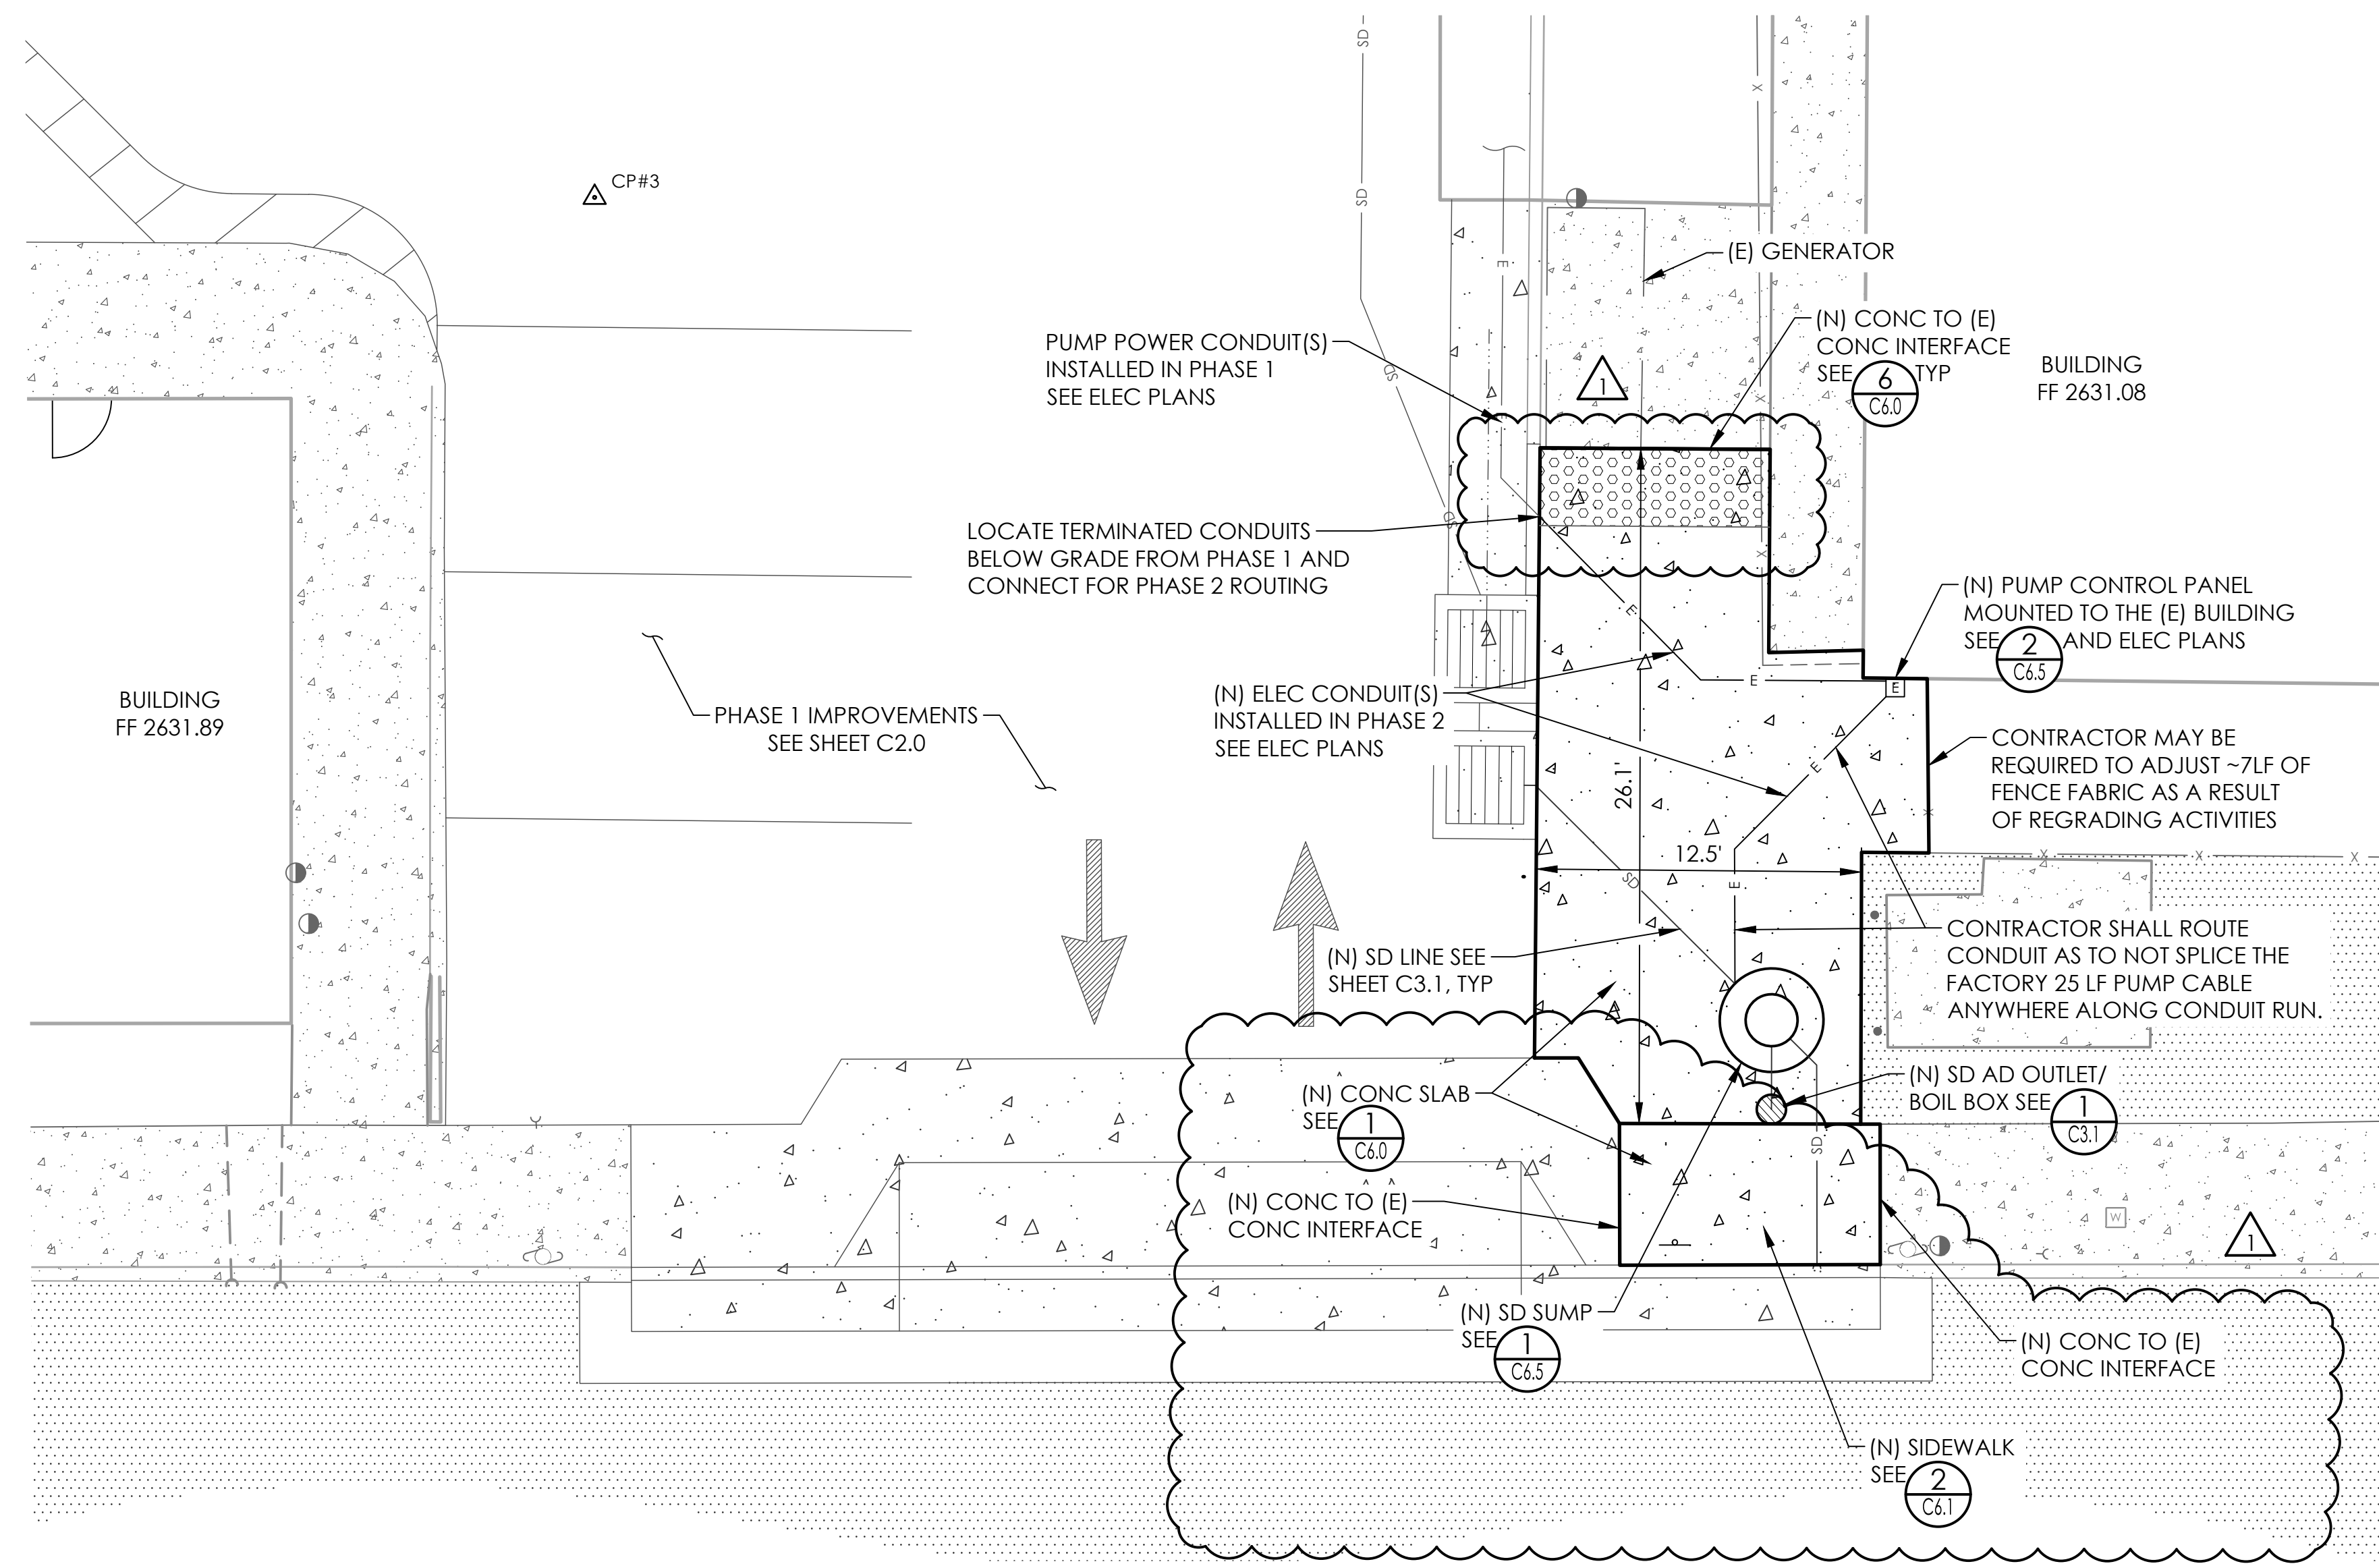 SD
X
CP#3
SD
E
(E) GENERATOR
(N) CONC TO (E)
CONC INTERFACE
SEE 6 TYP
C6.0
BUILDING
FF 2631.08
PUMP POWER CONDUIT(S)
INSTALLED IN PHASE 1
SEE ELEC PLANS
SD
1
X
E
LOCATE TERMINATED CONDUITS
BELOW GRADE FROM PHASE 1 AND
CONNECT FOR PHASE 2 ROUTING
SD
X
E
(N) PUMP CONTROL PANEL
MOUNTED TO THE (E) BUILDING
SEE 2 AND ELEC PLANS
C6.5
BUILDING
FF 2631.89
PHASE 1 IMPROVEMENTS
SEE SHEET C2.0
(N) ELEC CONDUIT(S)
INSTALLED IN PHASE 2
SEE ELEC PLANS
E
E
E
26.1'
12.5'
CONTRACTOR MAY BE
REQUIRED TO ADJUST ~7LF OF
FENCE FABRIC AS A RESULT
OF REGRADING ACTIVITIES
X
X
X
X
SD
E
(N) SD LINE SEE
SHEET C3.1, TYP
CONTRACTOR SHALL ROUTE
CONDUIT AS TO NOT SPLICE THE
FACTORY 25 LF PUMP CABLE
ANYWHERE ALONG CONDUIT RUN.
(N) CONC SLAB
SEE 1
C6.0
(N) SD AD OUTLET/
BOIL BOX SEE 1
C3.1
SD
(N) CONC TO (E)
CONC INTERFACE
W
1
(N) SD SUMP
SEE 1
C6.5
(N) CONC TO (E)
CONC INTERFACE
(N) SIDEWALK
SEE 2
C6.1